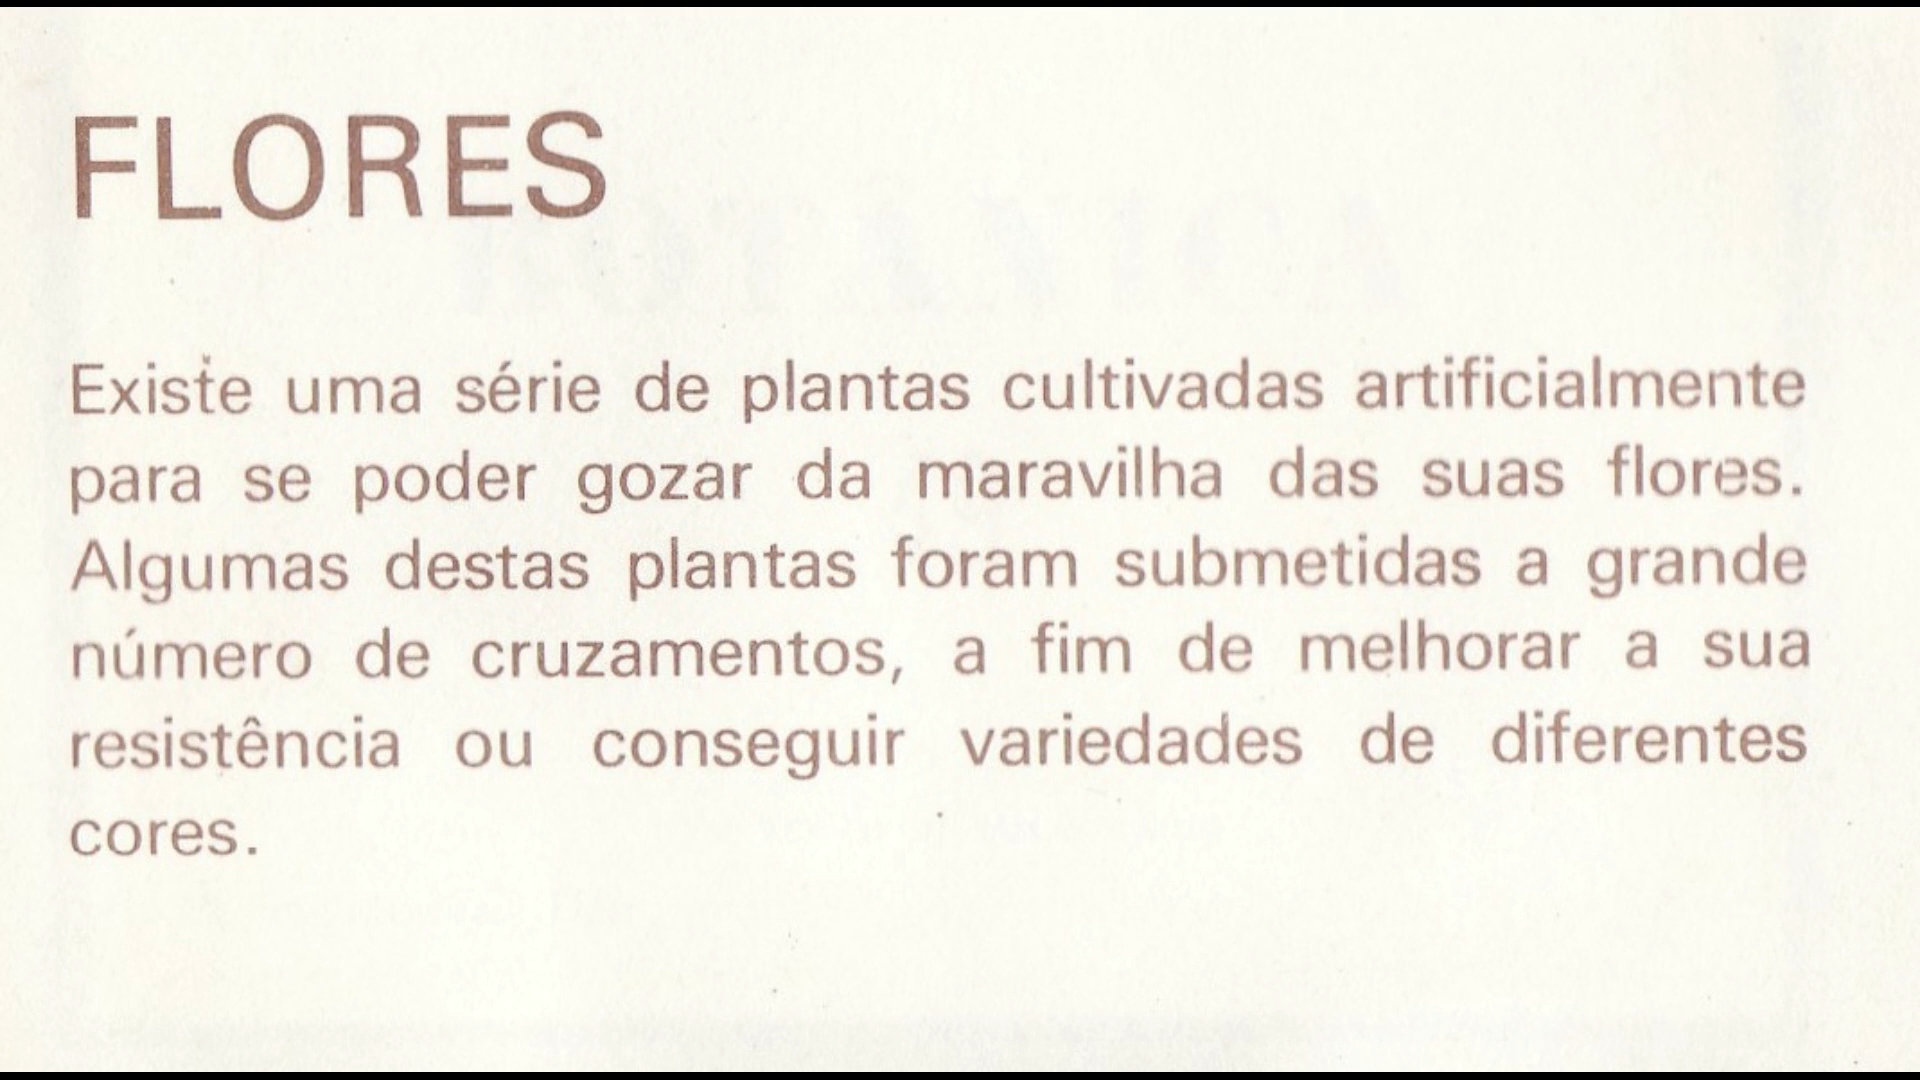 FLORES
Existe uma série de plantas cultivadas artificialmente
para se poder gozar da maravilha das suas flores.
Algumas destas plantas foram submetidas a grande
número de cruzamentos, a fim de melhorar a sua
resistência ou conseguir variedades de diferentes
cores.